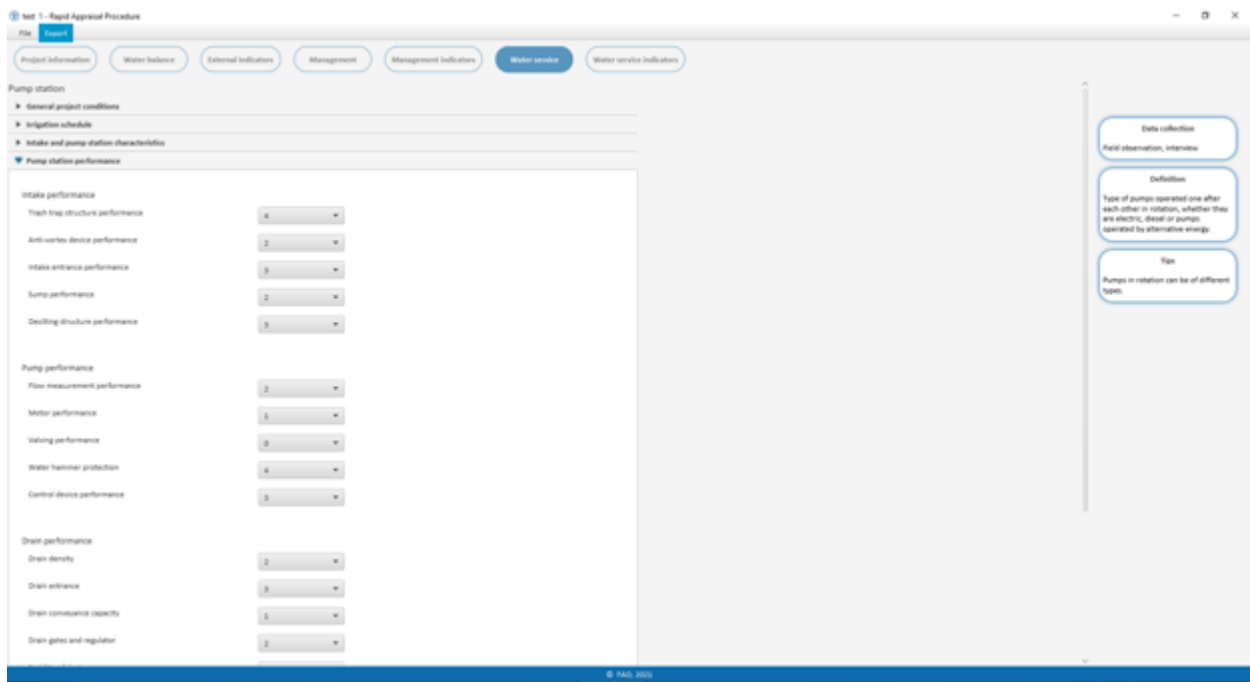 test 1 - Rapid Appraisal Procedure
File Export
Project information Water balance External indicators Management Management indicators Water service Water service indicators
Pump station
General project conditions
Irrigation schedule
Intake and pump station characteristics
Pump station performance
Intake performance
Trash trap structure performance 4
Anti-vortex device performance 2
Intake entrance performance 3
Sump performance 2
Desilting structure performance 3
Pump performance
Flow measurement performance 2
Motor performance 1
Valving performance 0
Water hammer protection 4
Control device performance 3
Drain performance
Drain density 2
Drain entrance 3
Drain conveyance capacity 1
Drain gates and regulator 2
Data collection
Field observation, interview
Definition
Type of pumps operated one after
each other in rotation, whether they
are electric, diesel or pumps
operated by alternative energy.
Tips
Pumps in rotation can be of different
types.
© FAO, 2021